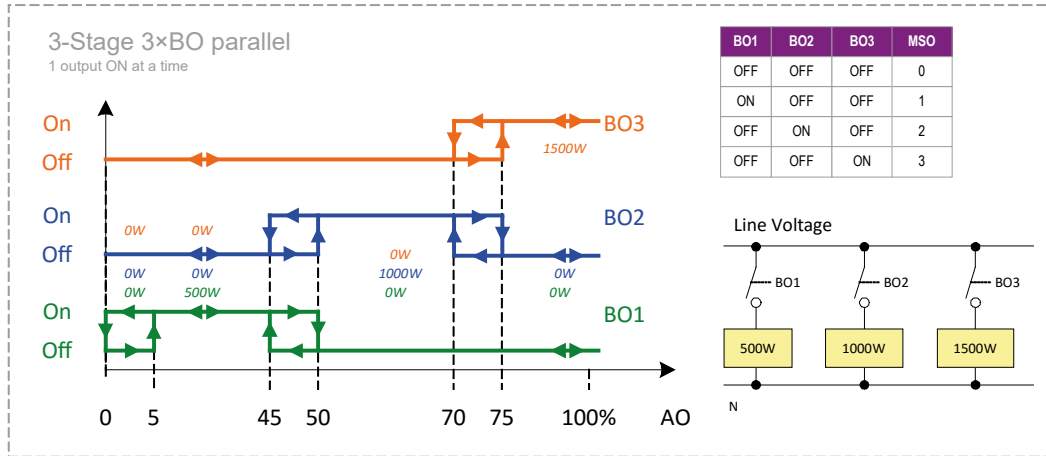 3-Stage 3×BO parallel
1 output ON at a time
On
BO3
Off
1500W
On
BO2
Off
0W 0W
0W
0W 0W
1000W
0W
0W 500W
0W
0W
On
BO1
Off
0 5 45 50 70 75 100% AO
BO1 BO2 BO3 MSO
OFF OFF OFF 0
ON OFF OFF 1
OFF ON OFF 2
OFF OFF ON 3
Line Voltage
BO1 BO2 BO3
500W 1000W 1500W
N